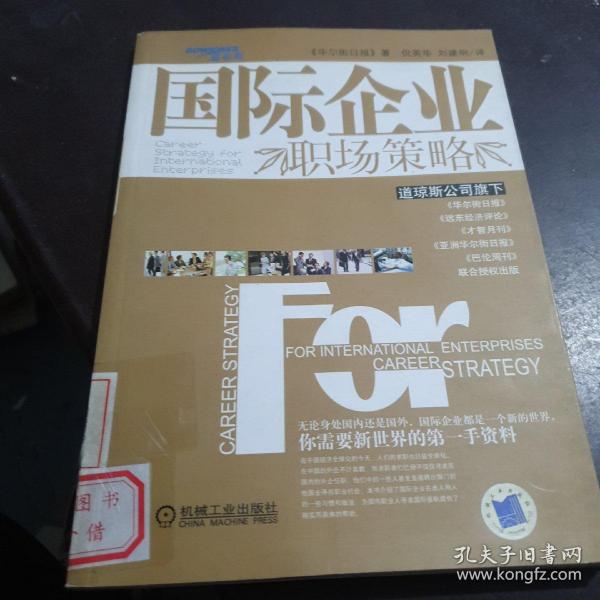 《华尔街日报》著 倪英华 刘建明/译
国际企业
职场策略
Career
Strategy for
International
Enterprises
道琼斯公司旗下
《华尔街日报》
《远东经济评论》
《才智月刊》
《亚洲华尔街日报》
《巴伦周刊》
联合授权出版
For
CAREER STRATEGY
FOR INTERNATIONAL ENTERPRISES
CAREER STRATEGY
无论身处国内还是国外，国际企业都是一个新的世界。
你需要新世界的第一手资料
机械工业出版社
CHINA MACHINE PRESS
图书
借
孔夫子旧书网
www.kongfz.com